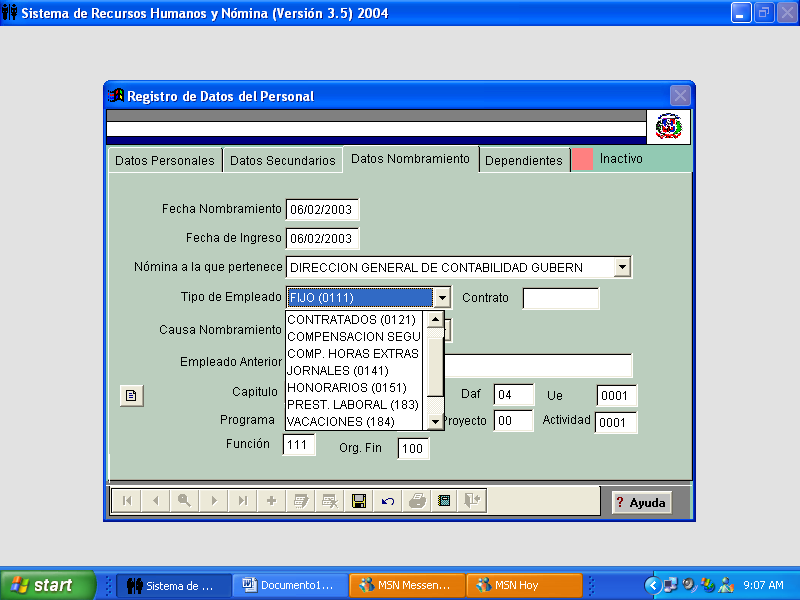 Sistema de Recursos Humanos y Nómina (Versión 3.5) 2004
Registro de Datos del Personal
Datos Personales Datos Secundarios Datos Nombramiento Dependientes Inactivo
Fecha Nombramiento 06/02/2003
Fecha de Ingreso 06/02/2003
Nómina a la que pertenece DIRECCION GENERAL DE CONTABILIDAD GUBERN
Tipo de Empleado FIJO (0111) Contrato
CONTRATADOS (0121)
Causa Nombramiento COMPENSACION SEGU
COMP. HORAS EXTRAS
Empleado Anterior JORNALES (0141)
Capitulo HONORARIOS (0151) Daf 04 Ue 0001
PREST. LABORAL (183)
Programa VACACIONES (184) Proyecto 00 Actividad 0001
Función 111 Org. Fin 100
? Ayuda
start Sistema de ... Documento1... MSN Messen... MSN Hoy 9:07 AM